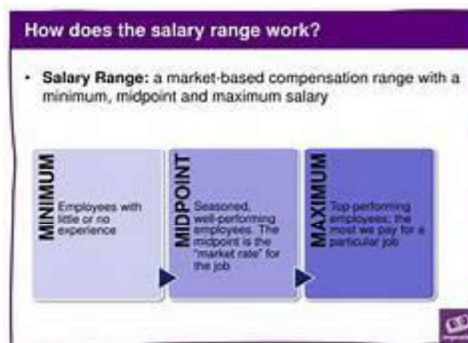 How does the salary range work?
• Salary Range: a market-based compensation range with a
minimum, midpoint and maximum salary
MINIMUM
Employees with
little or no
experience
MIDPOINT
Seasoned,
well-performing
employees. The
midpoint is the
"market rate" for
the job
MAXIMUM
Top-performing
employees; the
most we pay for a
particular job